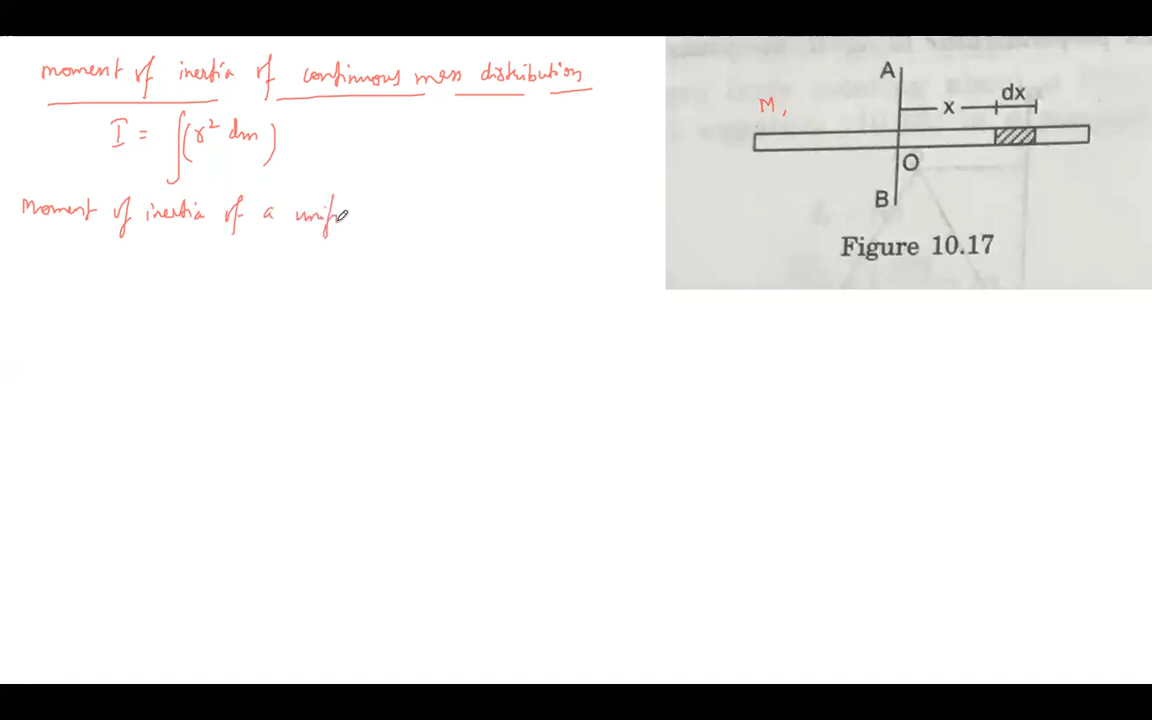 moment of inertia of continuous mass distribution
I = ∫(r² dm)
Moment of inertia of a unif
M,
A
x
dx
O
B
Figure 10.17